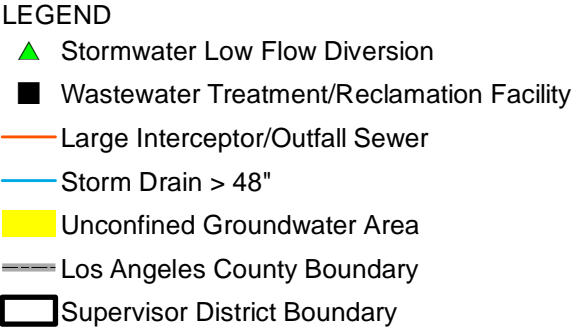 LEGEND
Stormwater Low Flow Diversion
Wastewater Treatment/Reclamation Facility
Large Interceptor/Outfall Sewer
Storm Drain > 48"
Unconfined Groundwater Area
Los Angeles County Boundary
Supervisor District Boundary